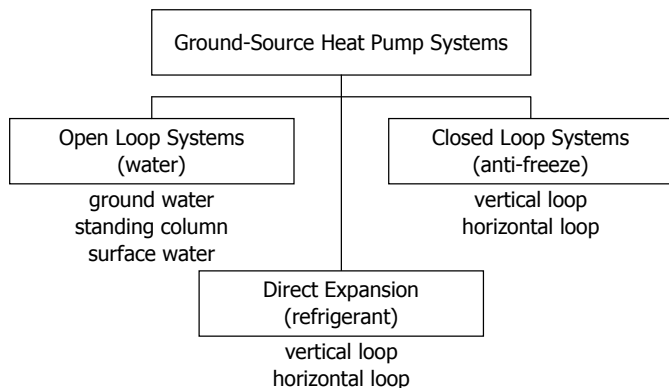 Ground-Source Heat Pump Systems
Open Loop Systems
(water)
ground water
standing column
surface water
Closed Loop Systems
(anti-freeze)
vertical loop
horizontal loop
Direct Expansion
(refrigerant)
vertical loop
horizontal loop